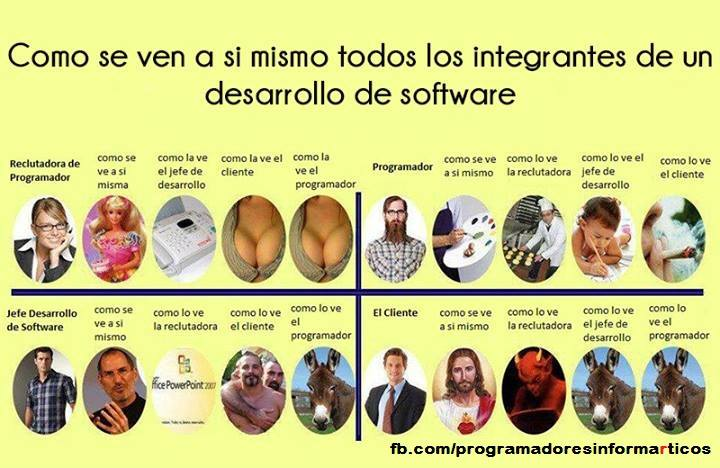 Como se ven a si mismo todos los integrantes de un
desarrollo de software
Reclutadora de
Programador
como se
ve a si
misma
como la ve
el jefe de
desarrollo
como la ve el
cliente
como la
ve el
programador
Programador
como se ve
a si mismo
como lo ve
la reclutadora
como lo ve el
jefe de
desarrollo
como lo ve
el cliente
Jefe Desarrollo
de Software
como se
ve a si
mismo
como lo ve
la reclutadora
como lo ve
el cliente
como lo ve
el
programador
ffice PowerPoint 2007
El Cliente
como se ve
a si mismo
como lo ve
la reclutadora
como lo ve
el jefe de
desarrollo
como lo
ve el
programador
fb.com/programadoresinformarticos